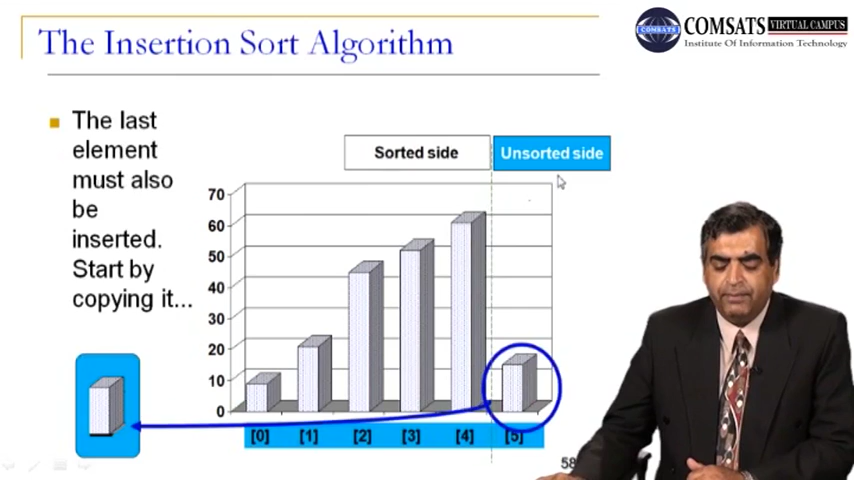 The Insertion Sort Algorithm
COMSATS VIRTUAL CAMPUS
Institute Of Information Technology
COMSATS
The last
element
must also
be
inserted.
Start by
copying it...
Sorted side
Unsorted side
70
60
50
40
30
20
10
0
[0] [1] [2] [3] [4] [5]
58